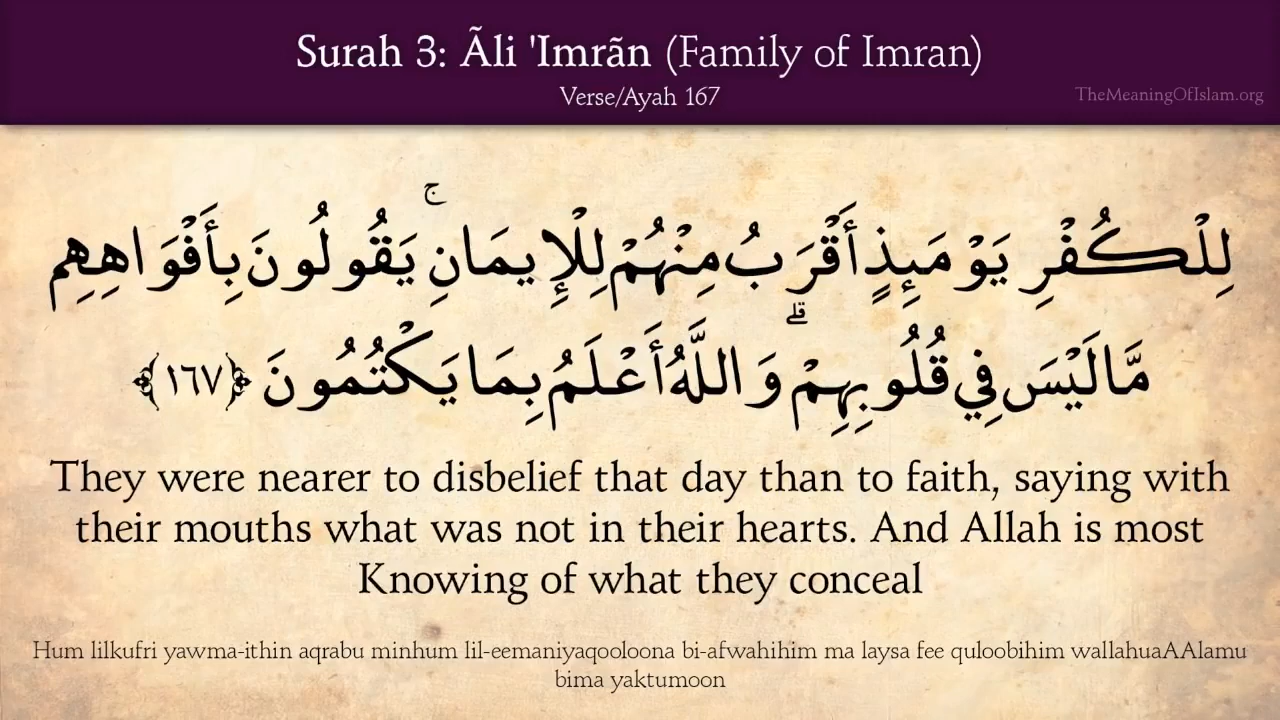 Surah 3: Ãli 'Imrãn (Family of Imran)
Verse/Ayah 167
TheMeaningOfIslam.org
لِلْكُفْرِ يَوْمَئِذٍ أَقْرَبُ مِنْهُمْ لِلْإِيمَانِ ۚ يَقُولُونَ بِأَفْوَاهِهِم
مَّا لَيْسَ فِي قُلُوبِهِمْ ۗ وَاللَّهُ أَعْلَمُ بِمَا يَكْتُمُونَ ﴿١٦٧﴾
They were nearer to disbelief that day than to faith, saying with
their mouths what was not in their hearts. And Allah is most
Knowing of what they conceal
Hum lilkufri yawma-ithin aqrabu minhum lil-eemaniyaqooloona bi-afwahihim ma laysa fee quloobihim wallahuaAAlamu
bima yaktumoon